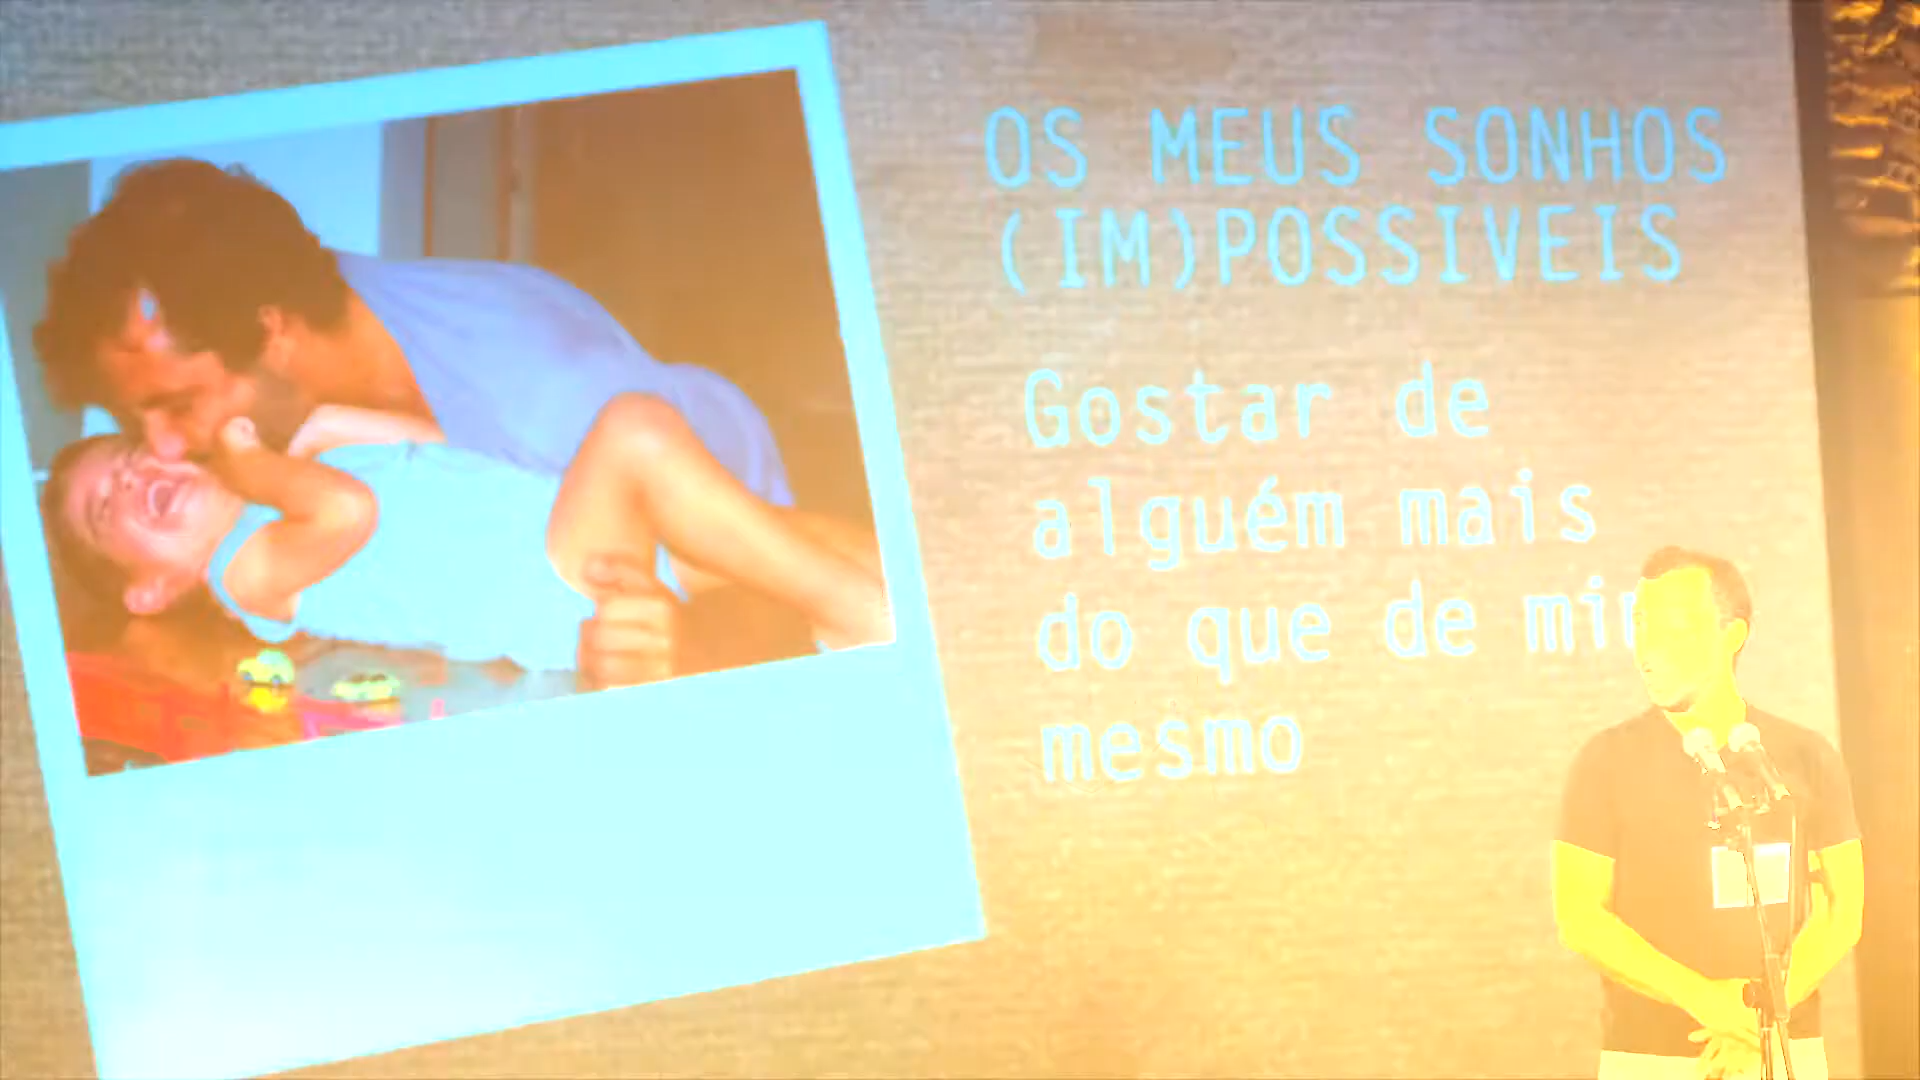 OS MEUS SONHOS
(IM)POSSIVEIS
Gostar de
alguém mais
do que de
mesmo